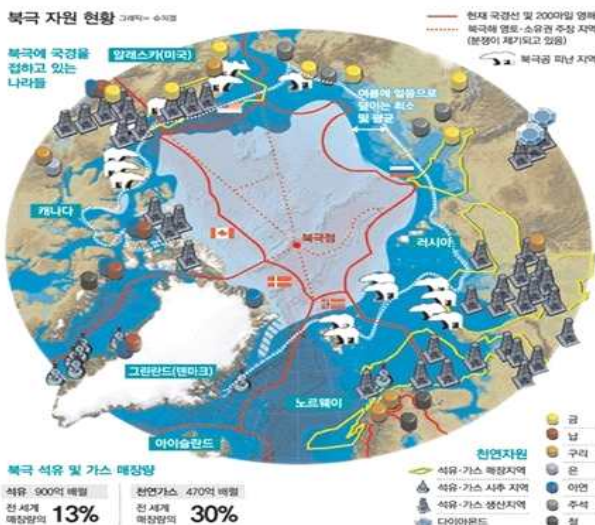 북극 자원 현황
현재 국경선 및 200마일 영해
북극해 영토·소유권 주장 지역
(분쟁이 제기되고 있음)
북극곰 피난 지역
북극에 국경을
접하고 있는
나라들
알래스카(미국)
여름에 얼음으로
덮이는 최소
및 평균
캐나다
북극점
러시아
그린란드(덴마크)
노르웨이
아이슬란드
북극 석유 및 가스 매장량
석유 900억 배럴
전 세계
매장량의 13%
천연가스 470억 배럴
전 세계
매장량의 30%
천연자원
석유·가스 매장지역
석유·가스 시추 지역
석유·가스 생산지역
다이아몬드
금
납
구리
은
아연
주석
철